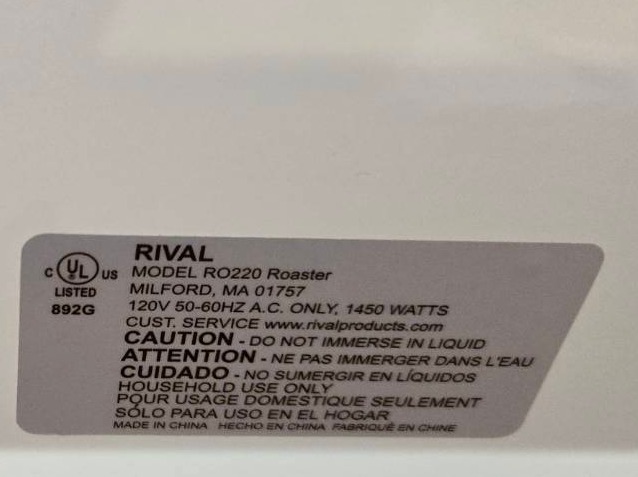 RIVAL
C UL US
MODEL RO220 Roaster
LISTED
MILFORD, MA 01757
892G
120V 50-60HZ A.C. ONLY, 1450 WATTS
CUST. SERVICE www.rivalproducts.com
CAUTION - DO NOT IMMERSE IN LIQUID
ATTENTION - NE PAS IMMERGER DANS L'EAU
CUIDADO - NO SUMERGIR EN LÍQUIDOS
HOUSEHOLD USE ONLY
POUR USAGE DOMESTIQUE SEULEMENT
SÓLO PARA USO EN EL HOGAR
MADE IN CHINA HECHO EN CHINA FABRIQUÉ EN CHINE